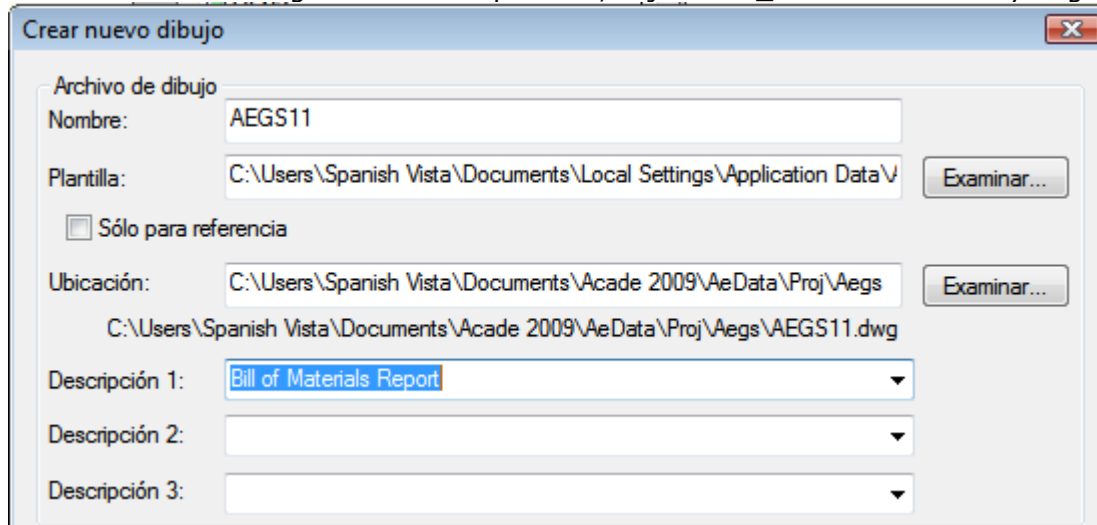 Crear nuevo dibujo
Archivo de dibujo
Nombre: AEGS11
Plantilla: C:\Users\Spanish Vista\Documents\Local Settings\Application Data\A Examinar...
Sólo para referencia
Ubicación: C:\Users\Spanish Vista\Documents\Acade 2009\AeData\Proj\Aegs Examinar...
C:\Users\Spanish Vista\Documents\Acade 2009\AeData\Proj\Aegs\AEGS11.dwg
Descripción 1: Bill of Materials Report
Descripción 2:
Descripción 3: